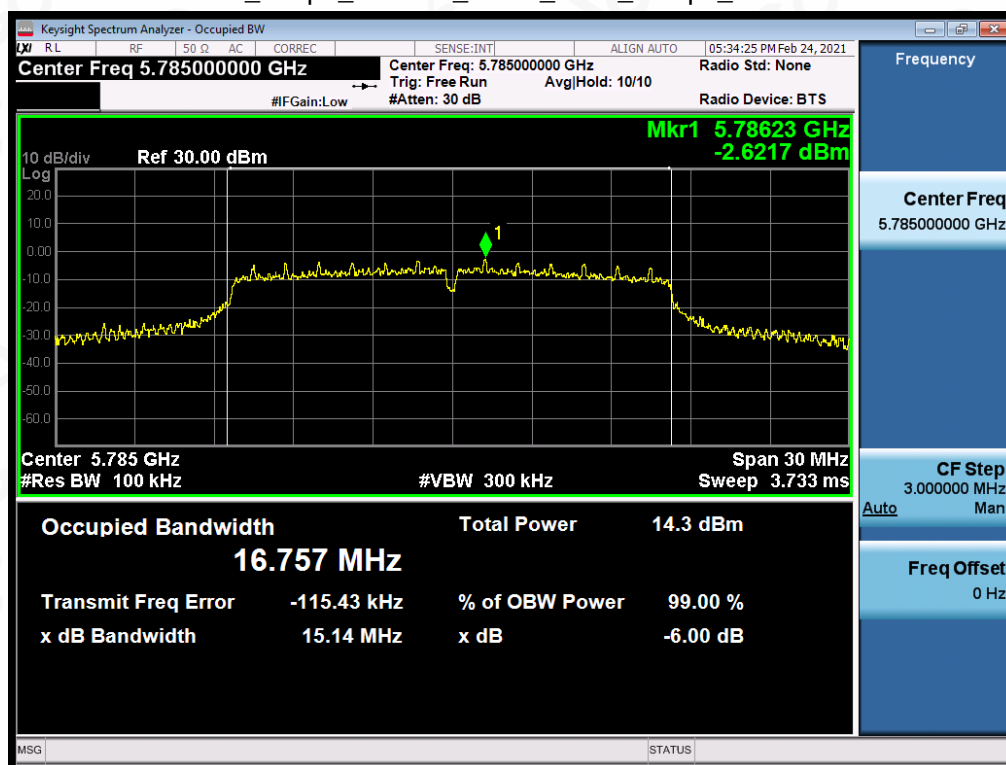 Keysight Spectrum Analyzer - Occupied BW
LXI RL RF 50 Ω AC CORREC SENSE:INT ALIGN AUTO 05:34:25 PM Feb 24, 2021
Center Freq 5.785000000 GHz
Center Freq: 5.785000000 GHz Radio Std: None
Trig: Free Run Avg|Hold: 10/10
#IFGain:Low #Atten: 30 dB Radio Device: BTS
Mkr1 5.78623 GHz
-2.6217 dBm
10 dB/div Ref 30.00 dBm
Log
20.0
10.0
1
0.00
-10.0
-20.0
-30.0
-40.0
-50.0
-60.0
Center 5.785 GHz Span 30 MHz
#Res BW 100 kHz #VBW 300 kHz Sweep 3.733 ms
Occupied Bandwidth Total Power 14.3 dBm
16.757 MHz
Transmit Freq Error -115.43 kHz % of OBW Power 99.00 %
x dB Bandwidth 15.14 MHz x dB -6.00 dB
Frequency
Center Freq
5.785000000 GHz
CF Step
3.000000 MHz
Auto Man
Freq Offset
0 Hz
MSG STATUS